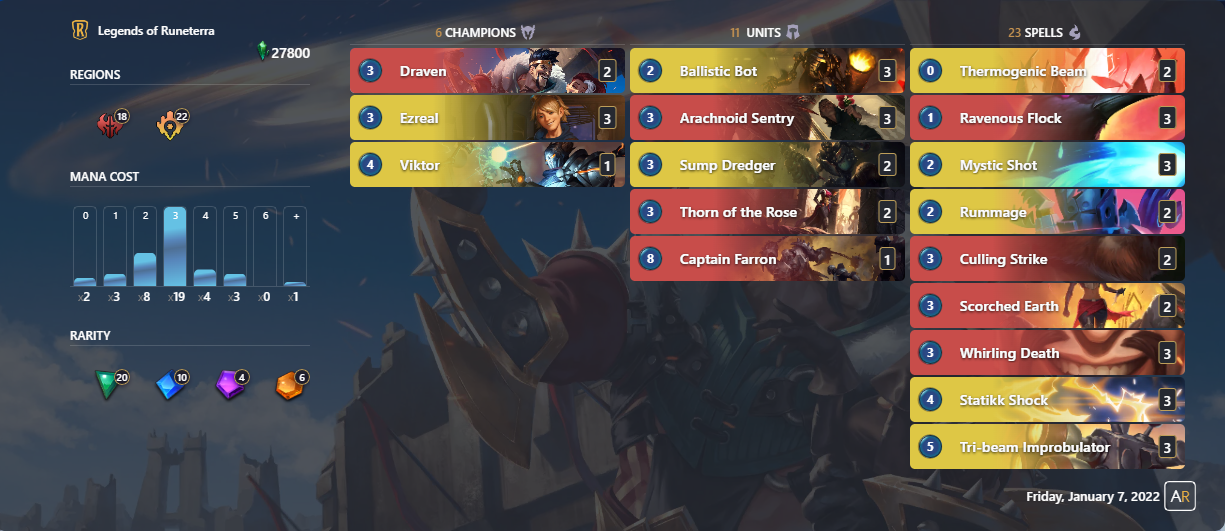 Legends of Runeterra
27800
REGIONS
18 22
MANA COST
0 1 2 3 4 5 6 +
x2 x3 x8 x19 x4 x3 x0 x1
RARITY
20 10 4 6
6 CHAMPIONS
3 Draven 2
3 Ezreal 3
4 Viktor 1
11 UNITS
2 Ballistic Bot 3
3 Arachnoid Sentry 3
3 Sump Dredger 2
3 Thorn of the Rose 2
8 Captain Farron 1
23 SPELLS
0 Thermogenic Beam 2
1 Ravenous Flock 3
2 Mystic Shot 3
2 Rummage 2
3 Culling Strike 2
3 Scorched Earth 2
3 Whirling Death 3
4 Statikk Shock 3
5 Tri-beam Improbulator 3
Friday, January 7, 2022 AR